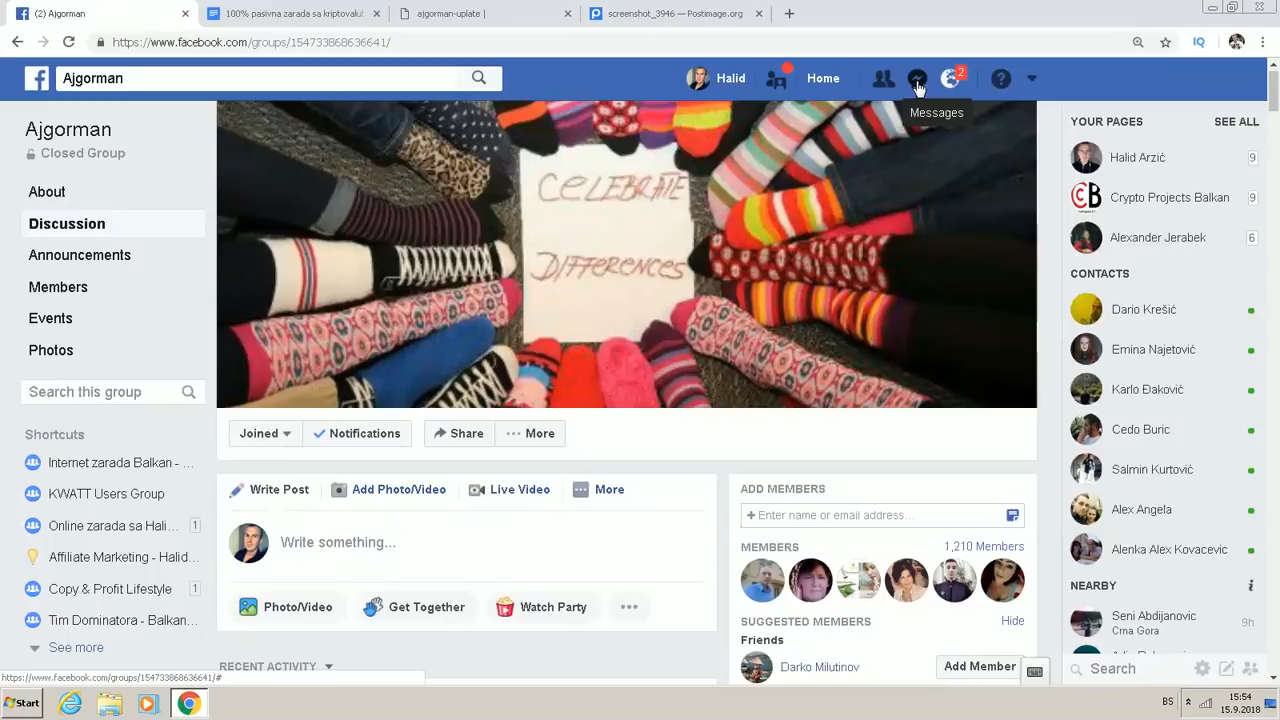 (2) Ajgorman
100% pasivna zarada sa kriptovalut
ajgorman-uplate |
screenshot_3946 — Postimage.org
https://www.facebook.com/groups/154733868636641/
IQ
Ajgorman
Halid
Home
2
Messages
Ajgorman
Closed Group
About
Discussion
Announcements
Members
Events
Photos
Search this group
Shortcuts
Internet zarada Balkan - ...
KWATT Users Group
Online zarada sa Hali... 1
Affiliate Marketing - Halid...
Copy & Profit Lifestyle 1
Tim Dominatora - Balkan...
See more
CELEBRATE
DIFFERENCES
Joined
Notifications
Share
More
Write Post
Add Photo/Video
Live Video
More
Write something...
Photo/Video
Get Together
Watch Party
RECENT ACTIVITY
ADD MEMBERS
Enter name or email address...
MEMBERS 1,210 Members
SUGGESTED MEMBERS Hide
Friends
Darko Milutinov Add Member
YOUR PAGES SEE ALL
Halid Arzić 9
Crypto Projects Balkan 9
Alexander Jerabek 6
CONTACTS
Dario Krešić
Emina Najetović
Karlo Đaković
Cedo Buric
Salmin Kurtović
Alex Angela
Alenka Alex Kovacevic
NEARBY
Seni Abdijanovic
Crna Gora
9h
Search
https://www.facebook.com/groups/154733868636641/#
Start
BS
15:54
15.9.2018